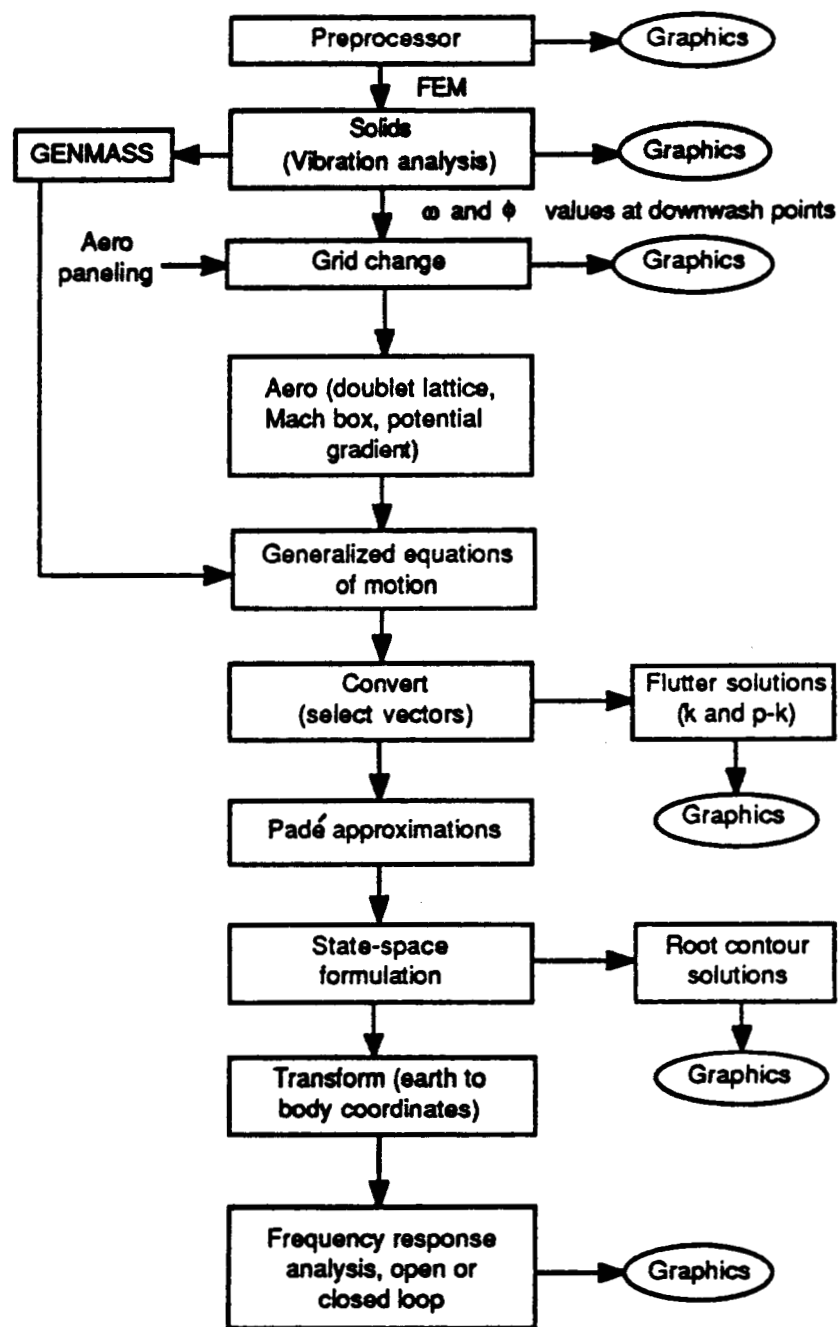 Preprocessor
Graphics
FEM
Solids
(Vibration analysis)
GENMASS
Graphics
ω and ϕ values at downwash points
Aero
paneling
Grid change
Graphics
Aero (doublet lattice,
Mach box, potential
gradient)
Generalized equations
of motion
Convert
(select vectors)
Flutter solutions
(k and p-k)
Graphics
Padé approximations
State-space
formulation
Root contour
solutions
Graphics
Transform (earth to
body coordinates)
Frequency response
analysis, open or
closed loop
Graphics